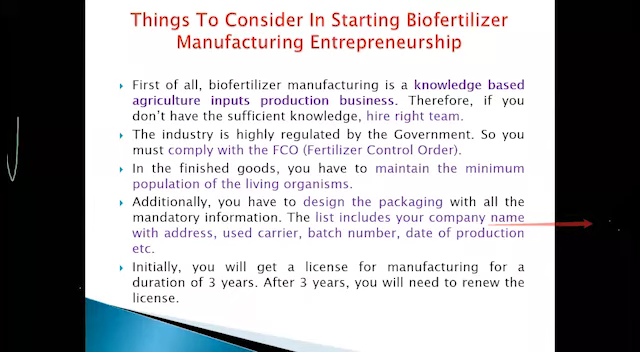 Things To Consider In Starting Biofertilizer
Manufacturing Entrepreneurship
First of all, biofertilizer manufacturing is a knowledge based
agriculture inputs production business. Therefore, if you
don't have the sufficient knowledge, hire right team.
The industry is highly regulated by the Government. So you
must comply with the FCO (Fertilizer Control Order).
In the finished goods, you have to maintain the minimum
population of the living organisms.
Additionally, you have to design the packaging with all the
mandatory information. The list includes your company name
with address, used carrier, batch number, date of production
etc.
Initially, you will get a license for manufacturing for a
duration of 3 years. After 3 years, you will need to renew the
license.